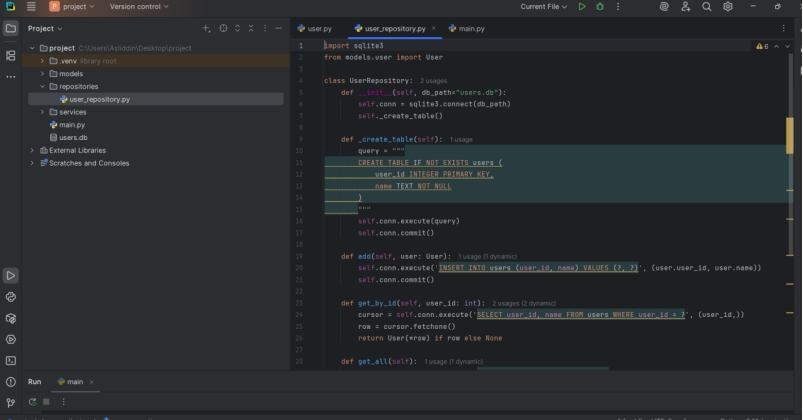 P project Version control Current File
Project
user.py user_repository.py × main.py
project C:\Users\Asliddin\Desktop\project
.venv library root
models
repositories
user_repository.py
services
main.py
users.db
External Libraries
Scratches and Consoles
6
1 import sqlite3
2 from models.user import User
3
4 class UserRepository: 2 usages
5 def __init__(self, db_path="users.db"):
6 self.conn = sqlite3.connect(db_path)
7 self._create_table()
8
9 def _create_table(self): 1 usage
10 query = """
11 CREATE TABLE IF NOT EXISTS users (
12 user_id INTEGER PRIMARY KEY,
13 name TEXT NOT NULL
14 )
15 """
16 self.conn.execute(query)
17 self.conn.commit()
18
19 def add(self, user: User): 1 usage (1 dynamic)
20 self.conn.execute('INSERT INTO users (user_id, name) VALUES (?, ?)', (user.user_id, user.name))
21 self.conn.commit()
22
23 def get_by_id(self, user_id: int): 2 usages (2 dynamic)
24 cursor = self.conn.execute('SELECT user_id, name FROM users WHERE user_id = ?', (user_id,))
25 row = cursor.fetchone()
26 return User(*row) if row else None
27
28 def get_all(self): 1 usage (1 dynamic)
Run main ×